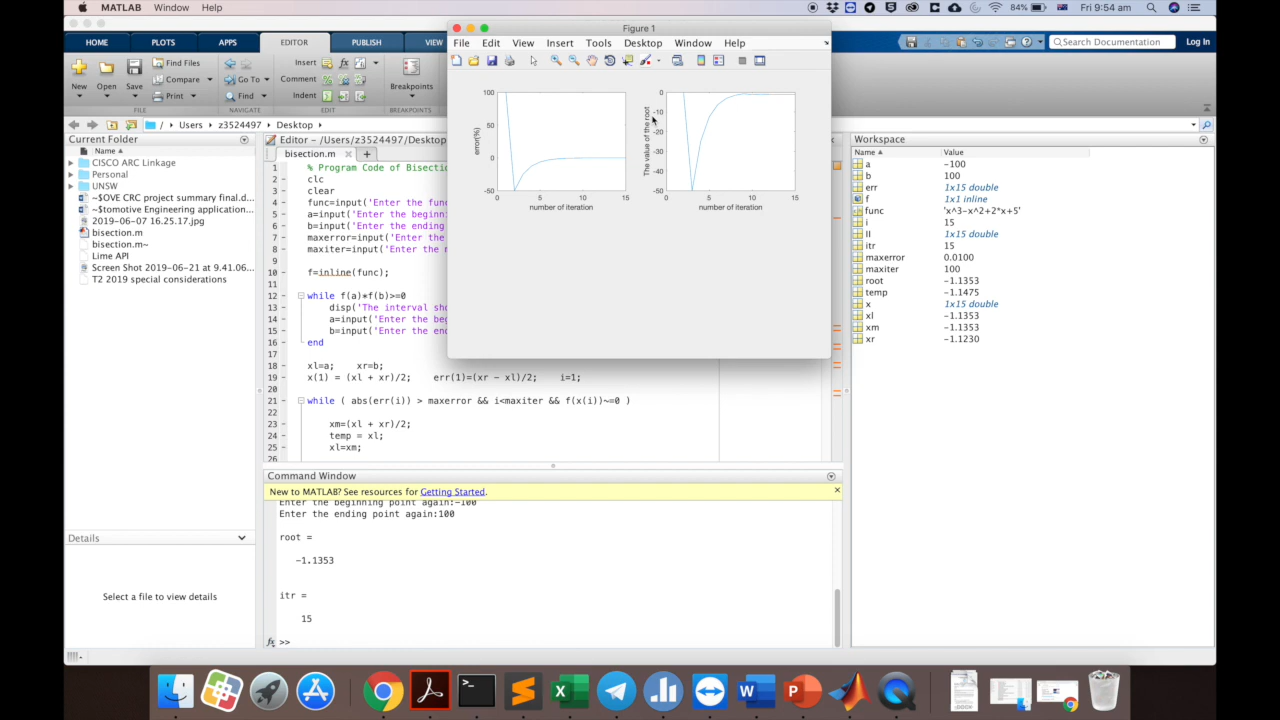 MATLAB Window Help
84% Fri 9:54 am
HOME PLOTS APPS EDITOR PUBLISH VIEW
Search Documentation Log In
Figure 1
File Edit View Insert Tools Desktop Window Help
New Open Save
Find Files
Compare
Print
Go To
Find
Insert
Comment
Indent
Breakpoints
FILE NAVIGATE EDIT BREAKPOINTS
/ Users z3524497 Desktop
Current Folder
Name
CISCO ARC Linkage
Personal
UNSW
~$OVE CRC project summary final.d...
~$tomotive Engineering application...
2019-06-07 16.25.17.jpg
bisection.m
bisection.m~
Lime API
Screen Shot 2019-06-21 at 9.41.06...
T2 2019 special considerations
Details
Select a file to view details
Editor - /Users/z3524497/Desktop
bisection.m
1 % Program Code of Bisectio
2 clc
3 clear
4 func=input('Enter the func
5 a=input('Enter the beginni
6 b=input('Enter the ending
7 maxerror=input('Enter the
8 maxiter=input('Enter the m
9
10 f=inline(func);
11
12 while f(a)*f(b)>=0
13 disp('The interval sho
14 a=input('Enter the beg
15 b=input('Enter the end
16 end
17
18 xl=a; xr=b;
19 x(1) = (xl + xr)/2; err(1)=(xr - xl)/2; i=1;
20
21 while ( abs(err(i)) > maxerror && i<maxiter && f(x(i))~=0 )
22
23 xm=(xl + xr)/2;
24 temp = xl;
25 xl=xm;
26
100
50
0
-50
error(%)
0 5 10 15
number of iteration
0
-10
-20
-30
-40
-50
The value of the root
0 5 10 15
number of iteration
Command Window
New to MATLAB? See resources for Getting Started.
Enter the beginning point again:-100
Enter the ending point again:100
root =
-1.1353
itr =
15
fx >>
Workspace
Name Value
a -100
b 100
err 1x15 double
f 1x1 inline
func 'x^3-x^2+2*x+5'
i 15
ll 1x15 double
itr 15
maxerror 0.0100
maxiter 100
root -1.1353
temp -1.1475
x 1x15 double
xl -1.1353
xm -1.1353
xr -1.1230